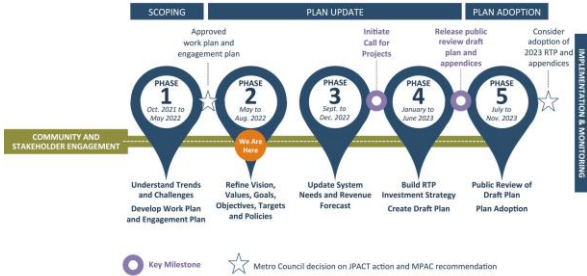 SCOPING
PLAN UPDATE
PLAN ADOPTION
Approved
work plan and
engagement plan
Initiate
Call for
Projects
Release public
review draft
plan and
appendices
Consider
adoption of
2023 RTP and
appendices
PHASE
1
Oct. 2021 to
May 2022
PHASE
2
May to
Aug. 2022
PHASE
3
Sept. to
Dec. 2022
PHASE
4
January to
June 2023
PHASE
5
July to
Nov. 2023
IMPLEMENTATION & MONITORING
COMMUNITY AND
STAKEHOLDER ENGAGEMENT
We Are
Here
Understand Trends
and Challenges
Develop Work Plan
and Engagement Plan
Refine Vision,
Values, Goals,
Objectives, Targets
and Policies
Update System
Needs and Revenue
Forecast
Build RTP
Investment Strategy
Create Draft Plan
Public Review of
Draft Plan
Plan Adoption
Key Milestone
Metro Council decision on JPACT action and MPAC recommendation